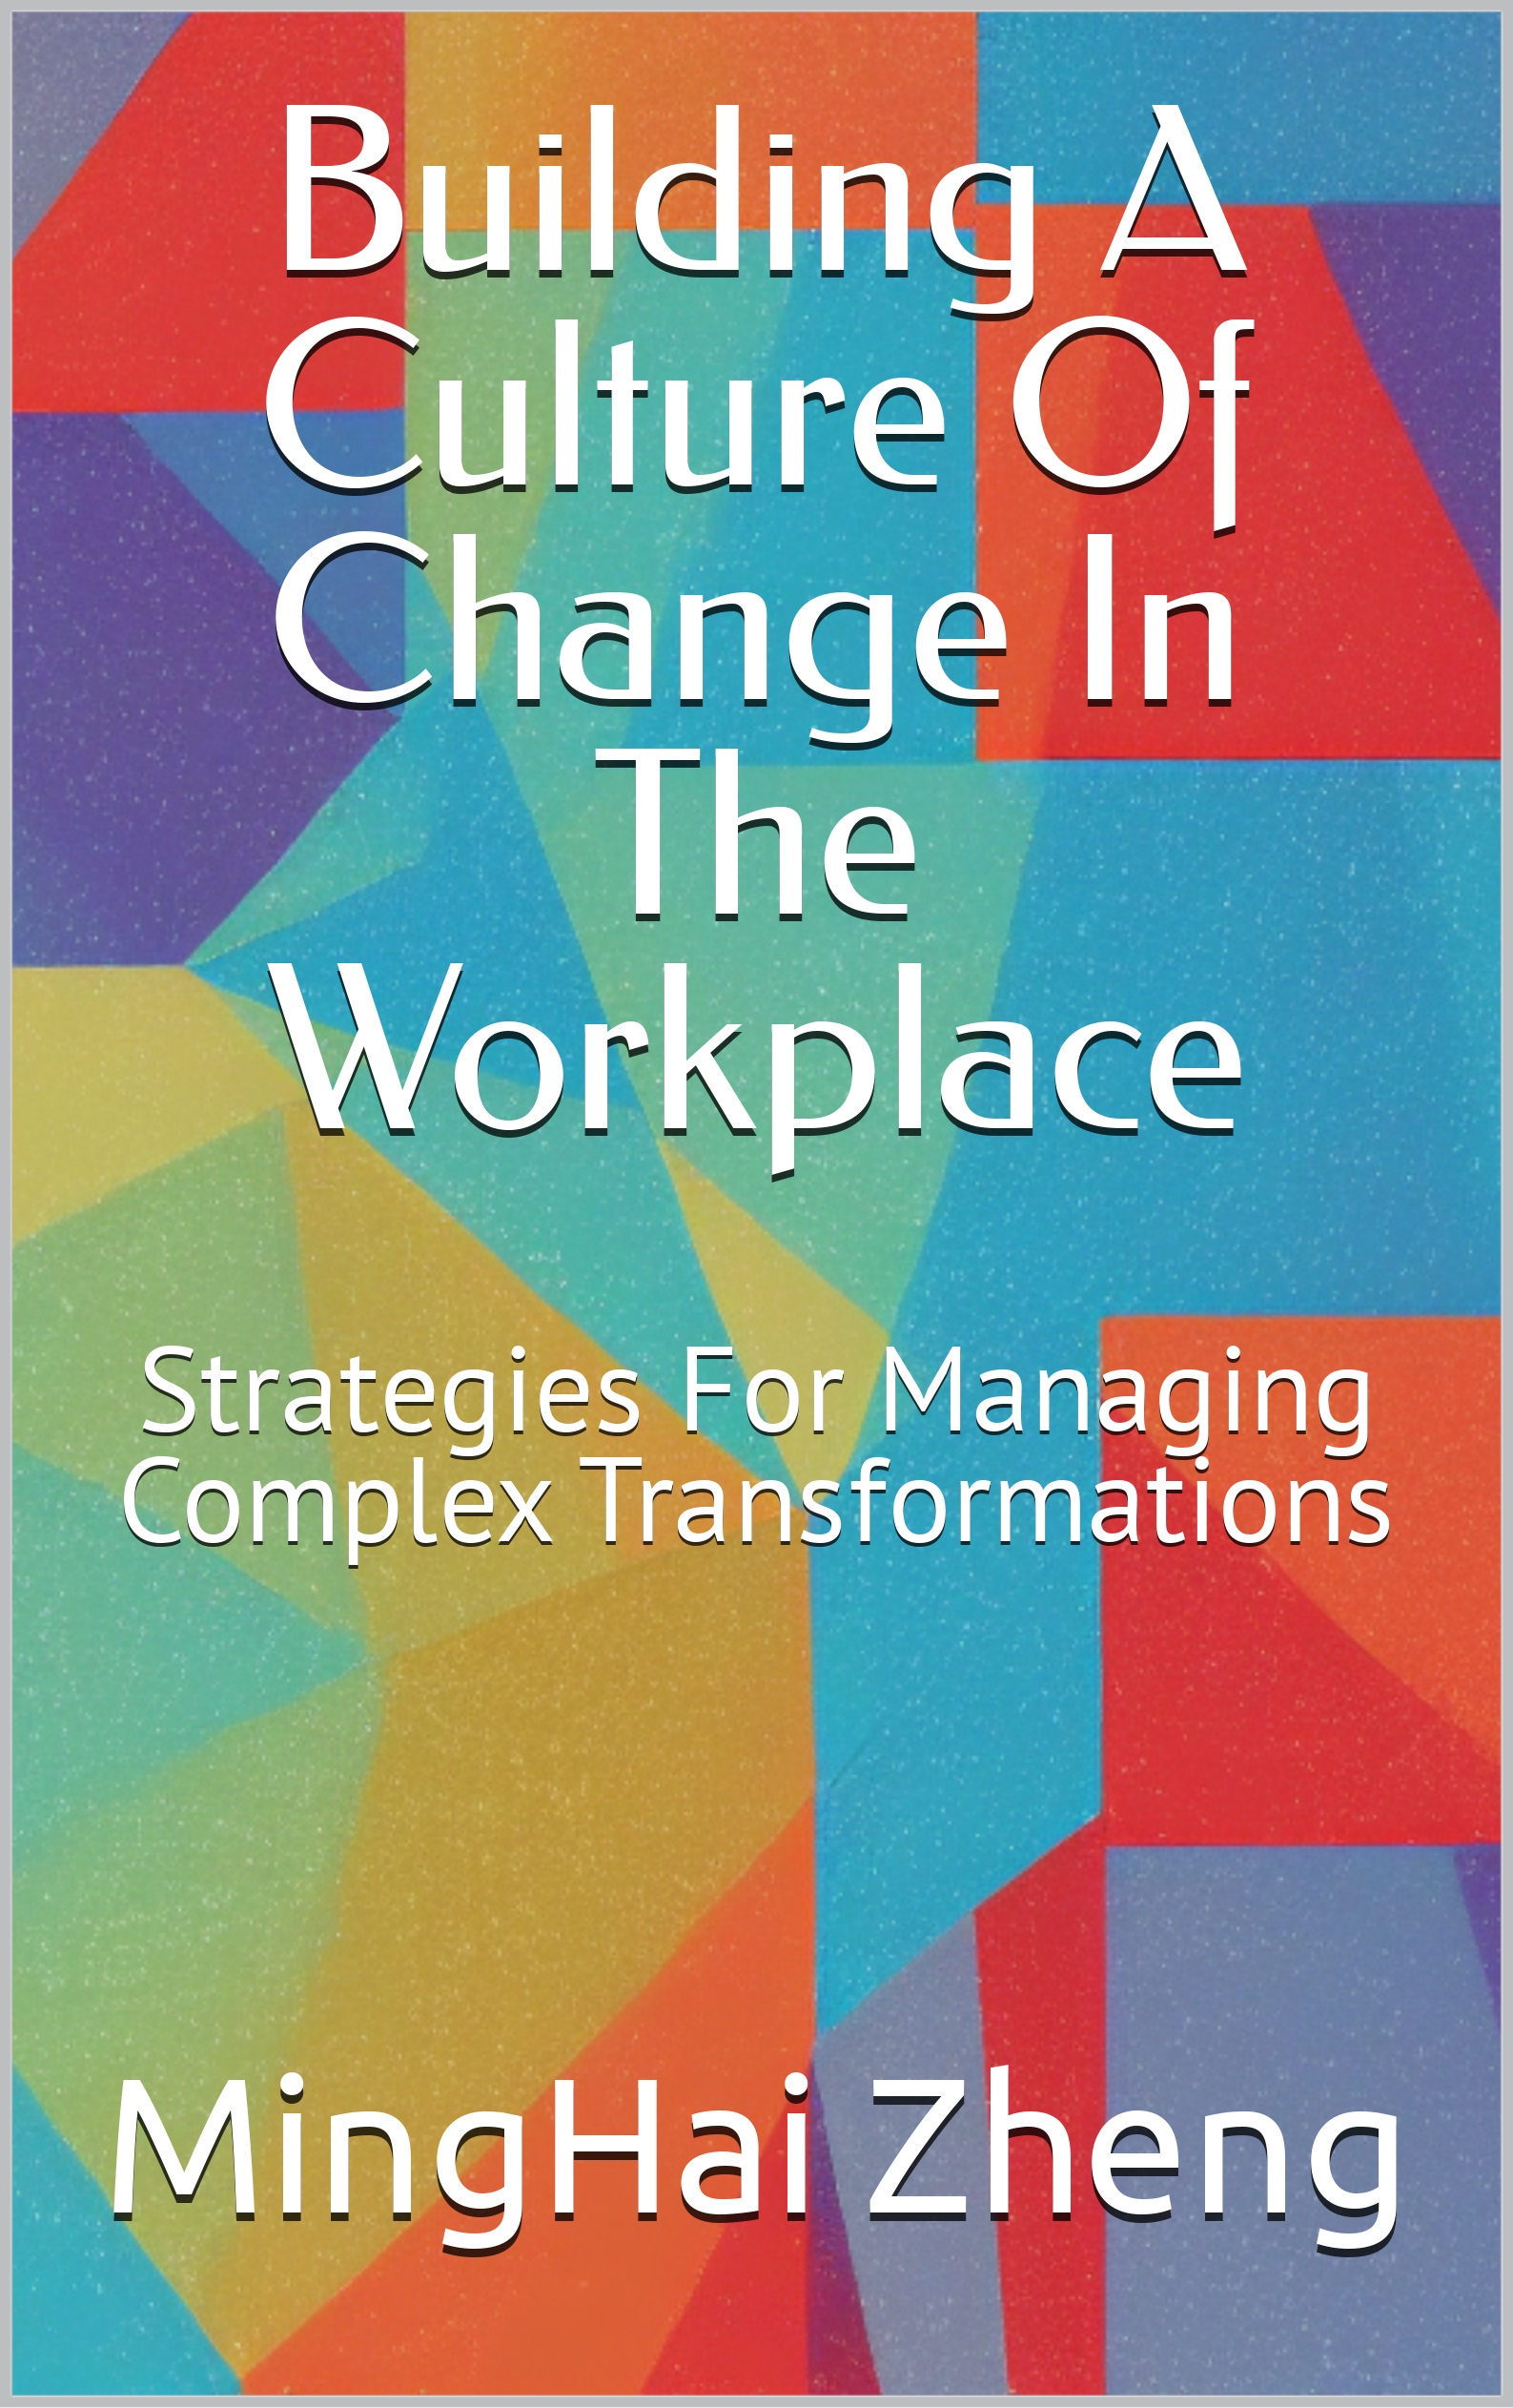 Building A
Culture Of
Change In
The
Workplace
Strategies For Managing
Complex Transformations
MingHai Zheng